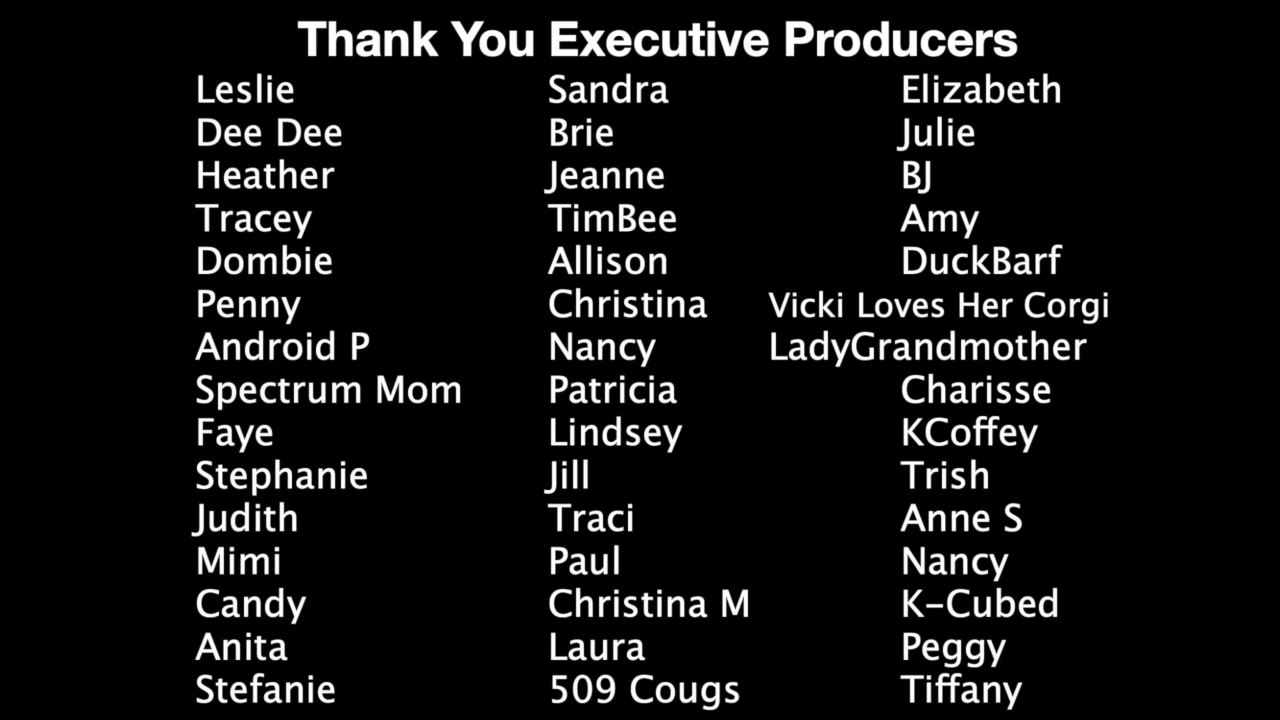 Thank You Executive Producers
Leslie Sandra Elizabeth
Dee Dee Brie Julie
Heather Jeanne BJ
Tracey TimBee Amy
Dombie Allison DuckBarf
Penny Christina Vicki Loves Her Corgi
Android P Nancy LadyGrandmother
Spectrum Mom Patricia Charisse
Faye Lindsey KCoffey
Stephanie Jill Trish
Judith Traci Anne S
Mimi Paul Nancy
Candy Christina M K-Cubed
Anita Laura Peggy
Stefanie 509 Cougs Tiffany